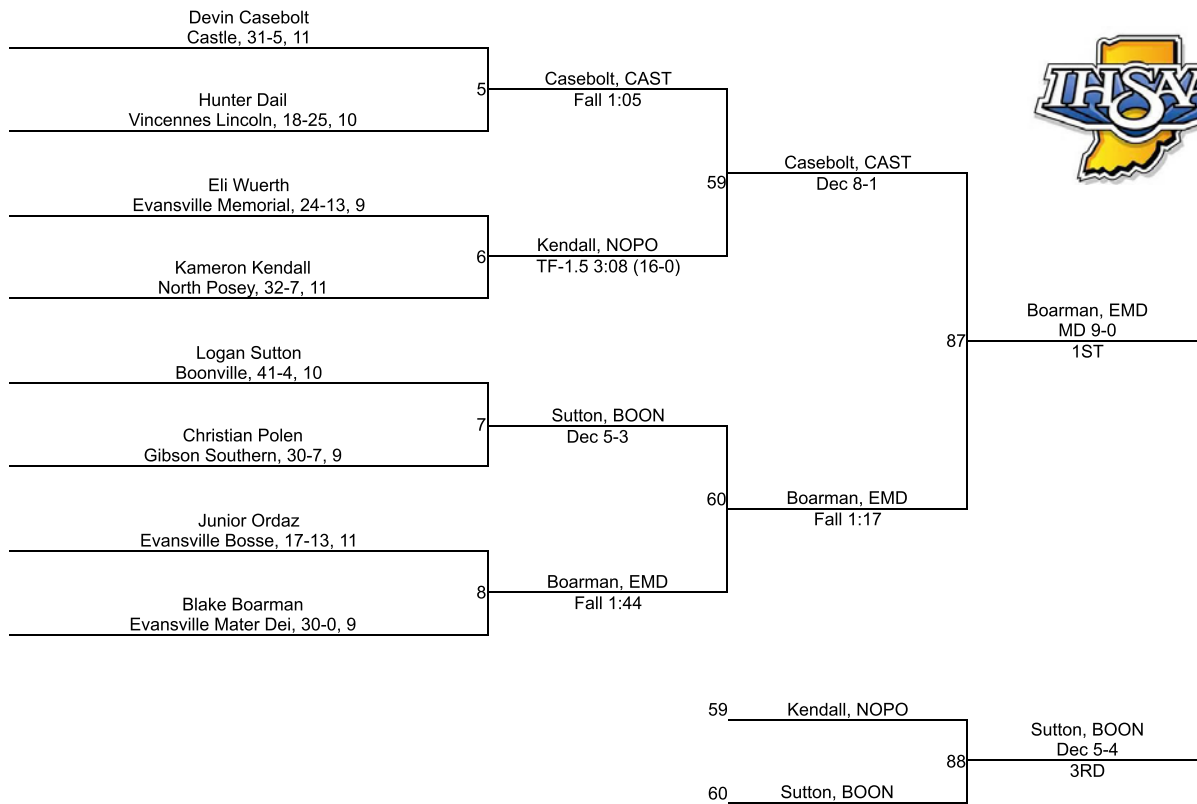 Devin Casebolt
Castle, 31-5, 11
Hunter Dail
Vincennes Lincoln, 18-25, 10
5
Casebolt, CAST
Fall 1:05
Eli Wuerth
Evansville Memorial, 24-13, 9
Kameron Kendall
North Posey, 32-7, 11
6
Kendall, NOPO
TF-1.5 3:08 (16-0)
59
Casebolt, CAST
Dec 8-1
Logan Sutton
Boonville, 41-4, 10
Christian Polen
Gibson Southern, 30-7, 9
7
Sutton, BOON
Dec 5-3
Junior Ordaz
Evansville Bosse, 17-13, 11
Blake Boarman
Evansville Mater Dei, 30-0, 9
8
Boarman, EMD
Fall 1:44
60
Boarman, EMD
Fall 1:17
87
Boarman, EMD
MD 9-0
1ST
59
Kendall, NOPO
60
Sutton, BOON
88
Sutton, BOON
Dec 5-4
3RD
IHSAA